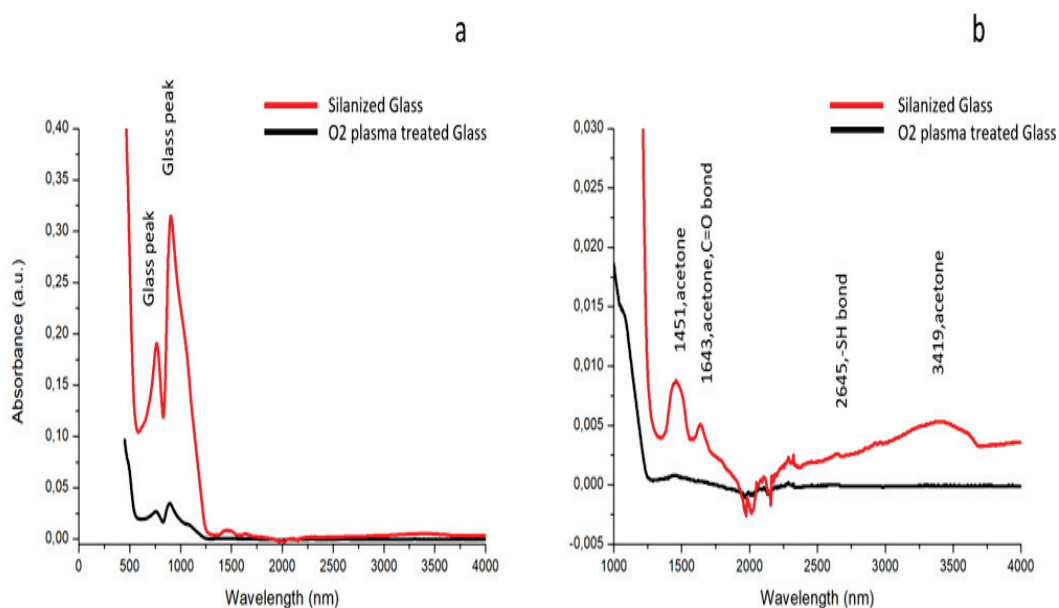 a
Silanized Glass
O2 plasma treated Glass
Glass peak
Glass peak
0,40
0,35
0,30
0,25
0,20
0,15
0,10
0,05
0,00
Absorbance (a.u.)
0
500
1000
1500
2000
2500
3000
3500
4000
Wavelength (nm)
b
Silanized Glass
O2 plasma treated Glass
1451,acetone
1643,acetone,C=O bond
2645,-SH bond
3419,acetone
0,030
0,025
0,020
0,015
0,010
0,005
0,000
-0,005
1000
1500
2000
2500
3000
3500
4000
Wavelength (nm)